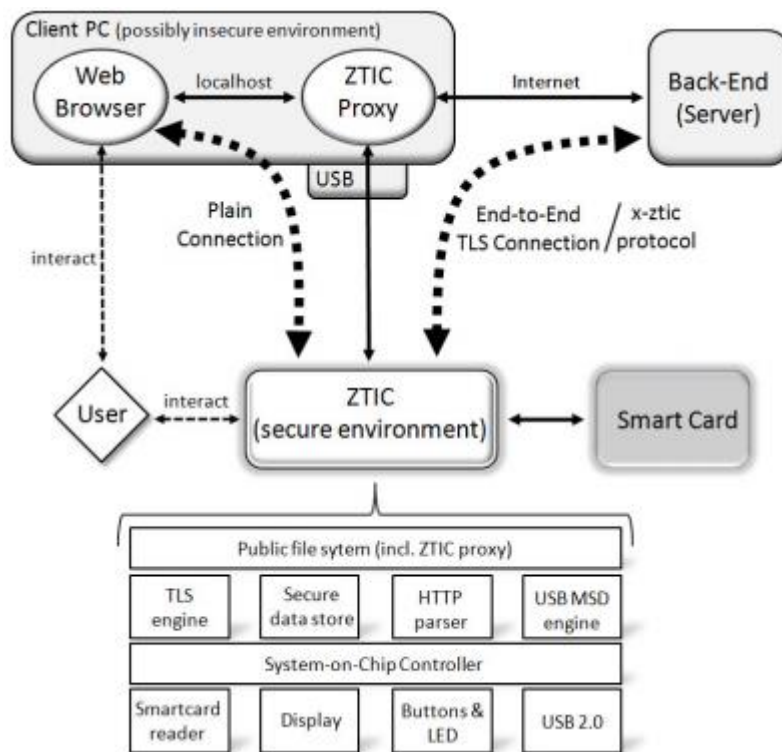 Client PC (possibly insecure environment)
Web
Browser
localhost
ZTIC
Proxy
Internet
Back-End
(Server)
USB
Plain
Connection
End-to-End
TLS Connection
/
x-ztic
protocol
interact
User
interact
ZTIC
(secure environment)
Smart Card
Public file sytem (incl. ZTIC proxy)
TLS
engine
Secure
data store
HTTP
parser
USB MSD
engine
System-on-Chip Controller
Smartcard
reader
Display
Buttons &
LED
USB 2.0